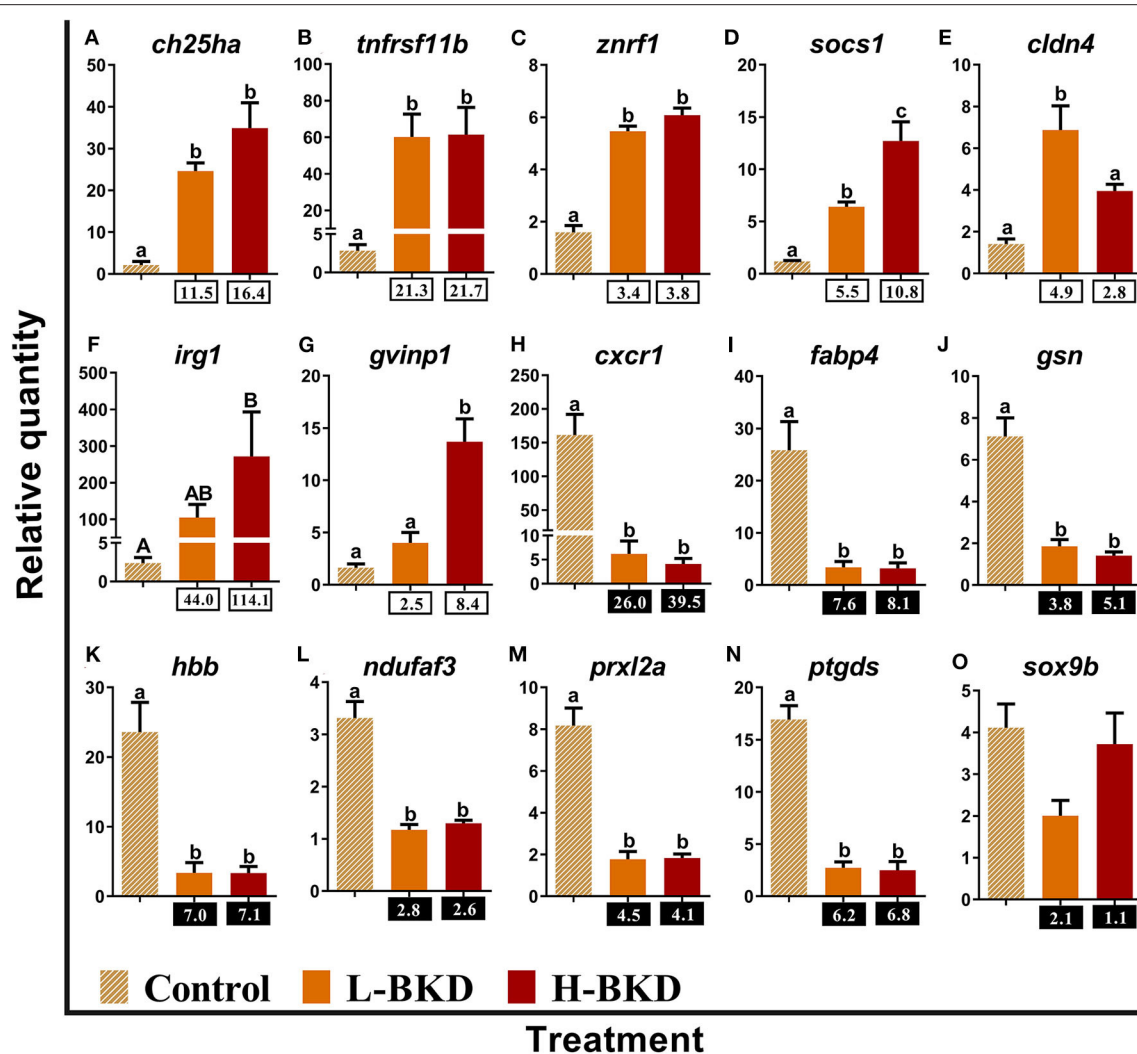 Relative quantity
A ch25ha
50
40
30
20
10
0
a
b
b
11.5 16.4
B tnfrsf11b
100
80
60
40
20
5
0
a
b
b
21.3 21.7
C znrf1
8
6
4
2
0
a
b
b
3.4 3.8
D socs1
20
15
10
5
0
a
b
c
5.5 10.8
E cldn4
10
8
6
4
2
0
a
b
a
4.9 2.8
F irg1
500
400
300
200
100
5
0
A
AB
B
44.0 114.1
G gvinp1
20
15
10
5
0
a
a
b
2.5 8.4
H cxcr1
250
200
150
100
50
10
5
0
a
b
b
26.0 39.5
I fabp4
40
30
20
10
0
a
b
b
7.6 8.1
J gsn
10
8
6
4
2
0
a
b
b
3.8 5.1
K hbb
30
20
10
0
a
b
b
7.0 7.1
L ndufaf3
4
3
2
1
0
a
b
b
2.8 2.6
M prxl2a
10
8
6
4
2
0
a
b
b
4.5 4.1
N ptgds
20
15
10
5
0
a
b
b
6.2 6.8
O sox9b
5
4
3
2
1
0
2.1 1.1
Control L-BKD H-BKD
Treatment